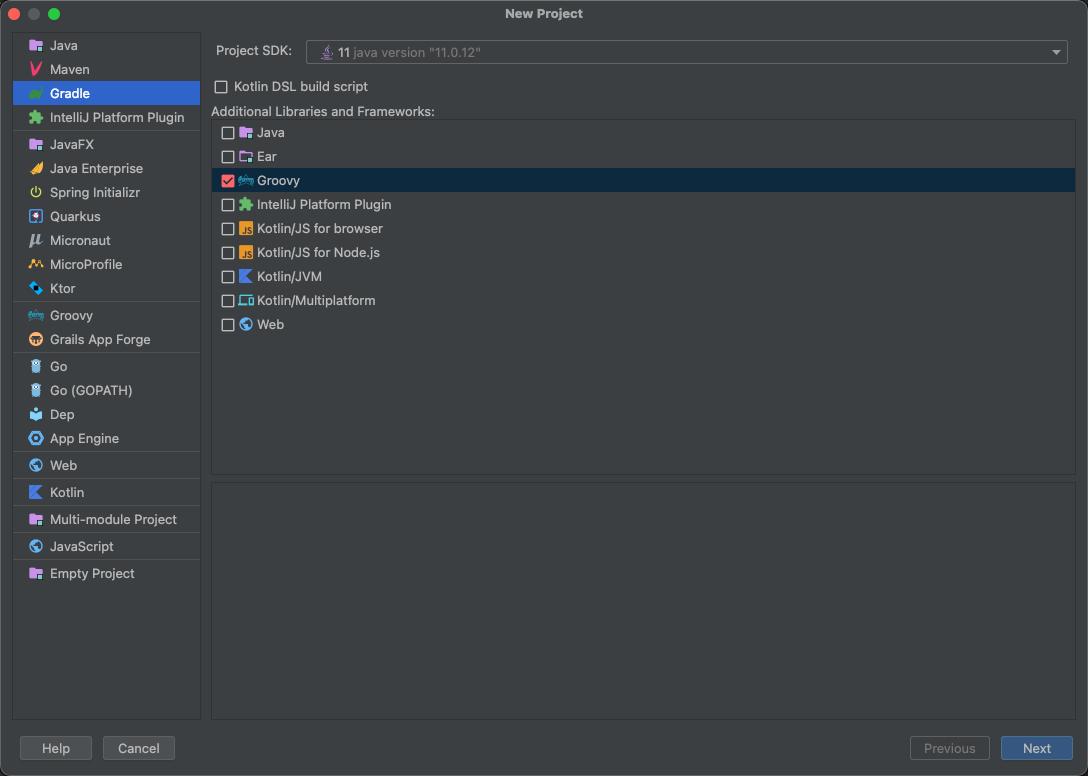 New Project
Java
Maven
Gradle
IntelliJ Platform Plugin
JavaFX
Java Enterprise
Spring Initializr
Quarkus
Micronaut
MicroProfile
Ktor
Groovy
Grails App Forge
Go
Go (GOPATH)
Dep
App Engine
Web
Kotlin
Multi-module Project
JavaScript
Empty Project
Project SDK: 11 java version "11.0.12"
Kotlin DSL build script
Additional Libraries and Frameworks:
Java
Ear
Groovy
IntelliJ Platform Plugin
JS Kotlin/JS for browser
JS Kotlin/JS for Node.js
Kotlin/JVM
Kotlin/Multiplatform
Web
Help Cancel Previous Next